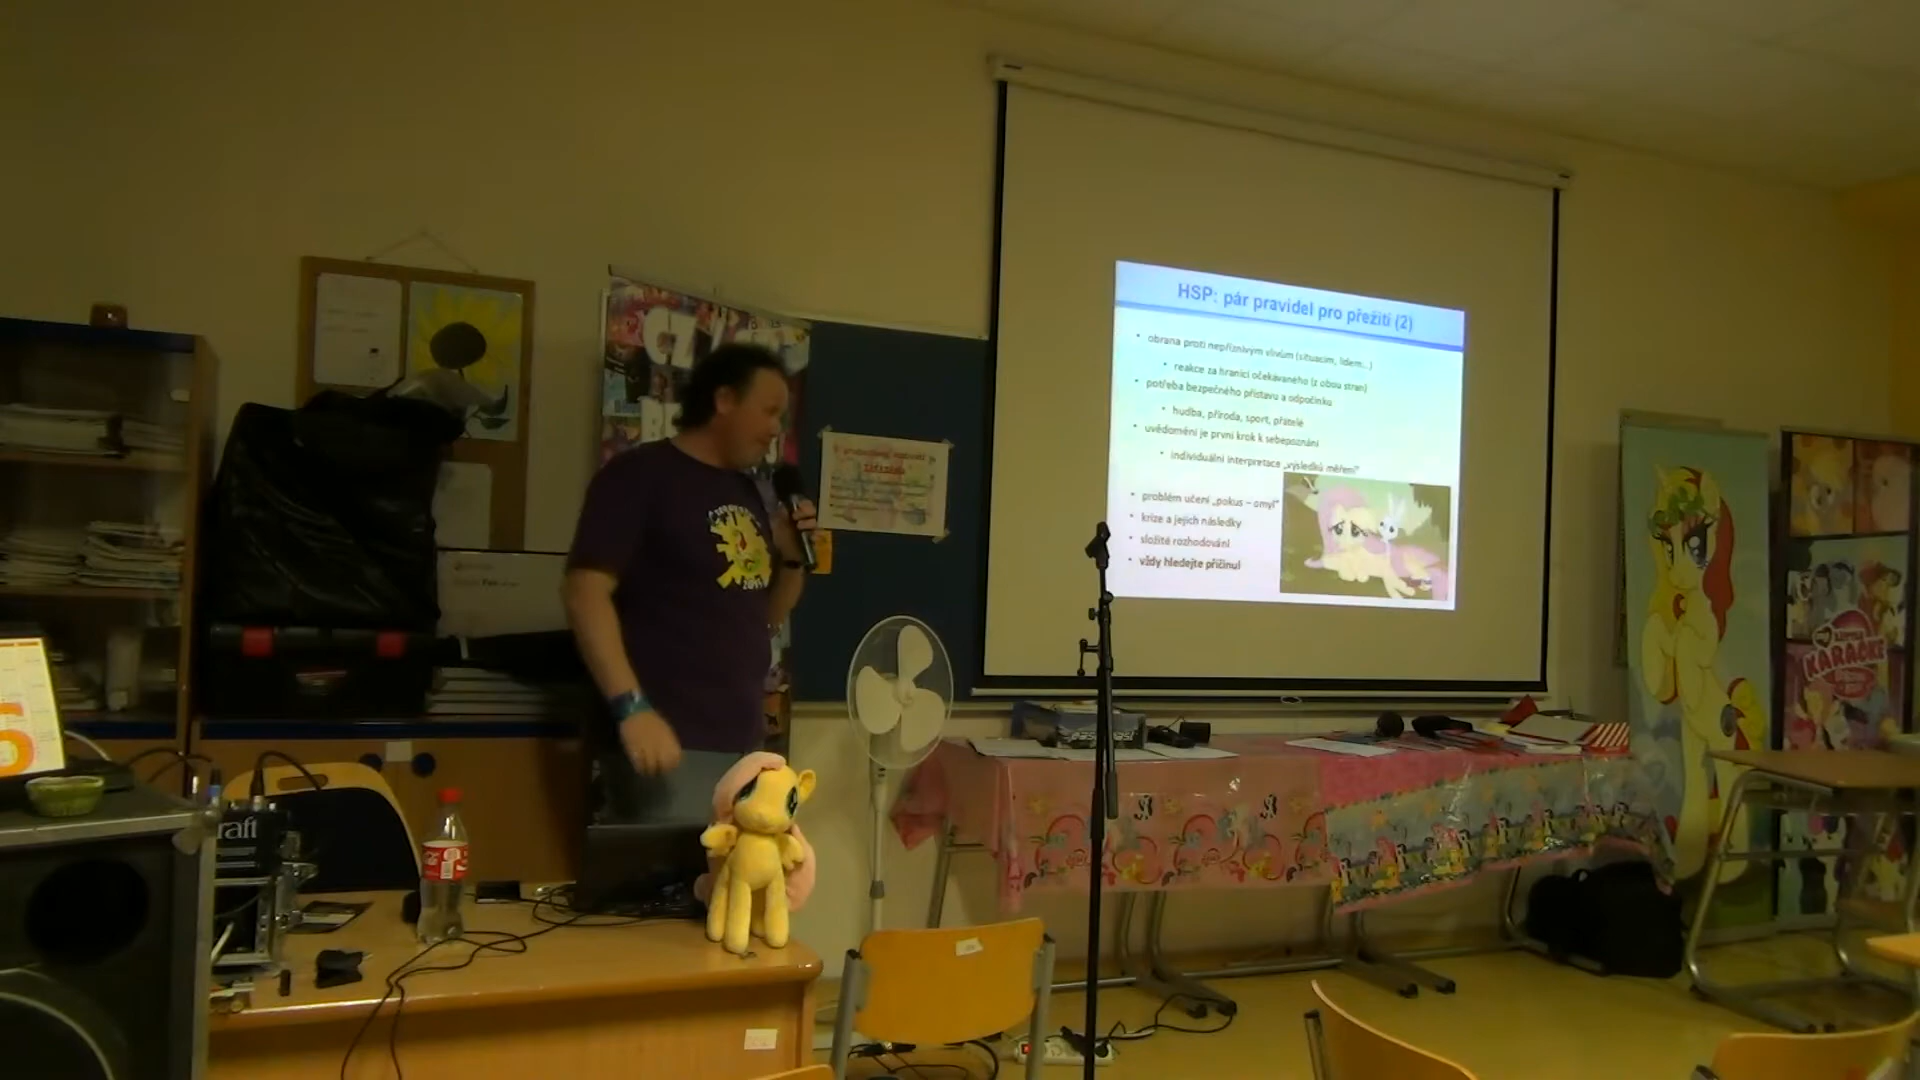 HSP: pár pravidel pro přežití (2)
• obrana proti nepříznivým vlivům (situacím, lidem...)
• reakce za hranicí očekávaného (z obou stran)
• potřeba bezpečného přístavu a odpočinku
• hudba, příroda, sport, přátelé
• uvědomění je první krok k sebepoznání
• individuální interpretace „výsledků měření"
• problém učení „pokus – omyl"
• krize a jejich následky
• složité rozhodování
• vždy hledejte příčinu!
KARAOKE
raft